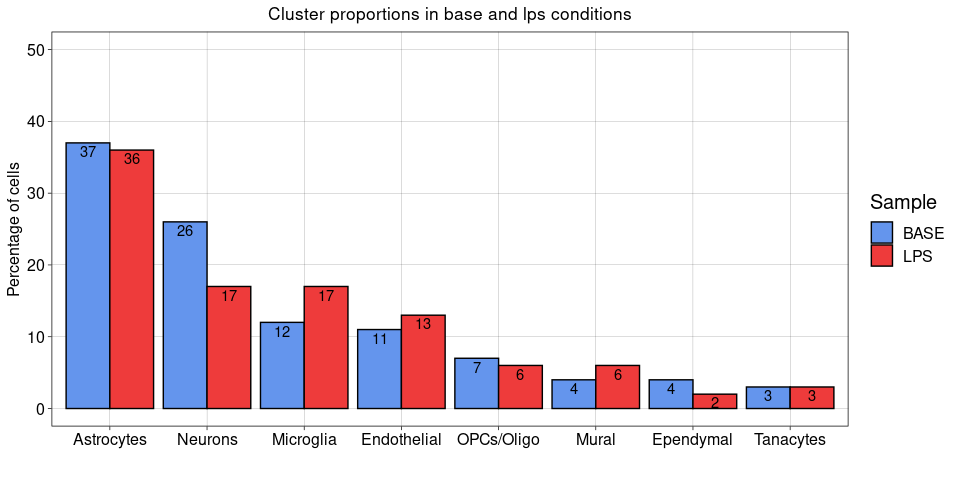 Cluster proportions in base and lps conditions
Percentage of cells
50
40
30
20
10
0
37 36
26 17
12 17
11 13
7 6
4 6
4 2
3 3
Astrocytes Neurons Microglia Endothelial OPCs/Oligo Mural Ependymal Tanacytes
Sample
BASE
LPS